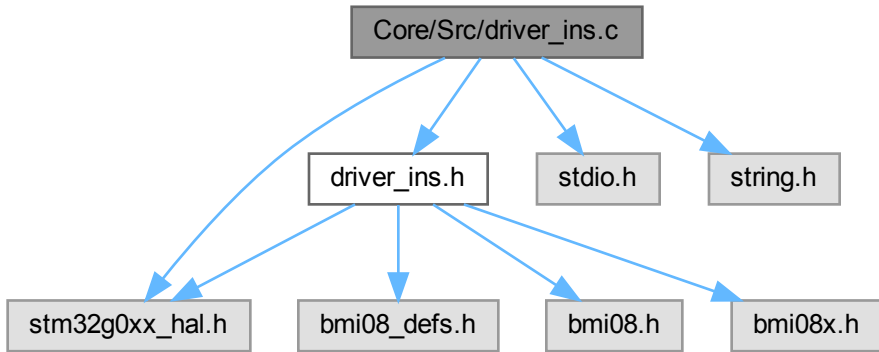 Core/Src/driver_ins.c
driver_ins.h
stdio.h
string.h
stm32g0xx_hal.h
bmi08_defs.h
bmi08.h
bmi08x.h